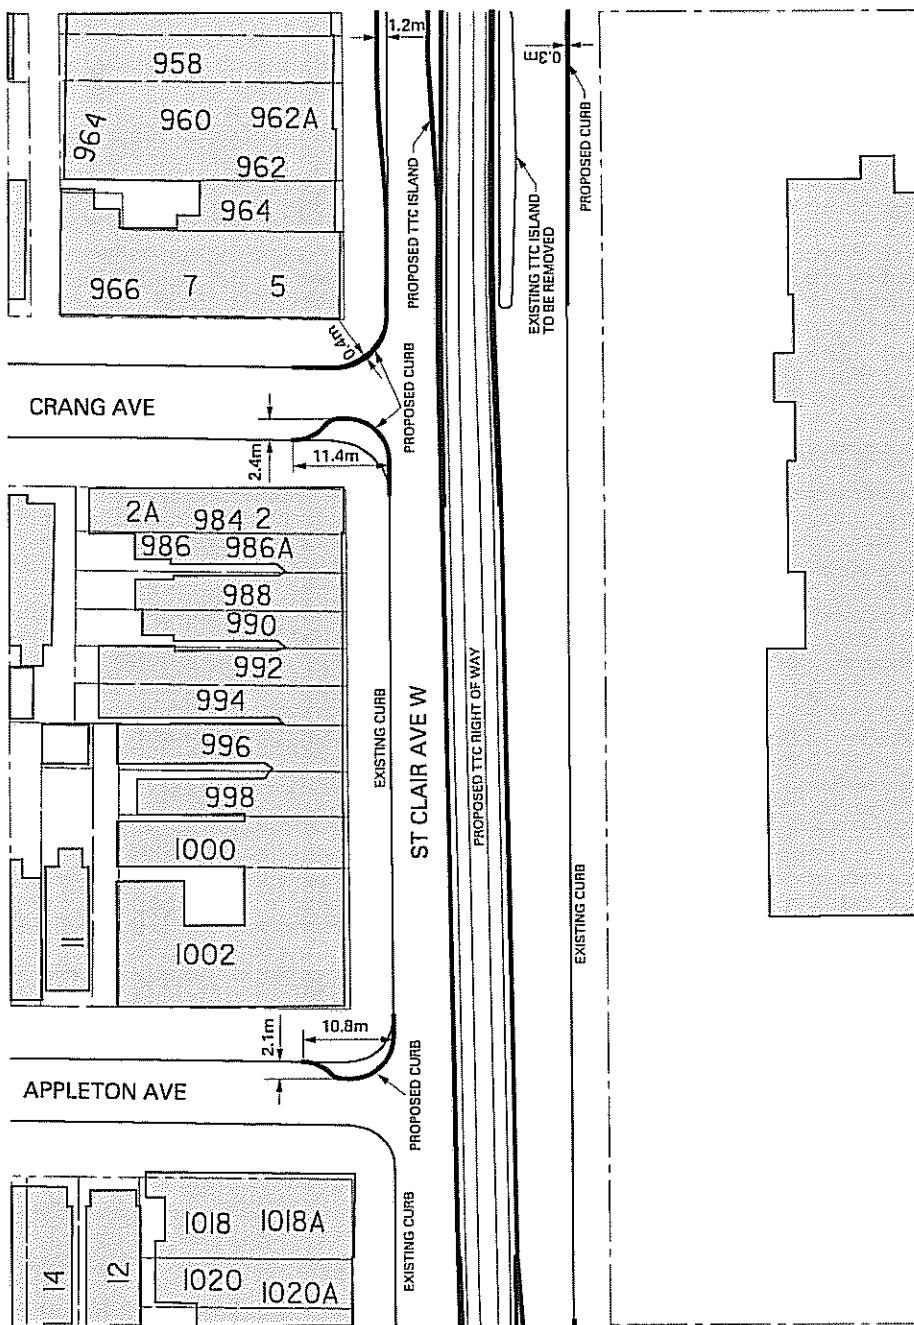 1.2m
0.3m
958
964
960
962A
962
964
966
7
5
PROPOSED TTC ISLAND
EXISTING TTC ISLAND
TO BE REMOVED
PROPOSED CURB
0.4m
PROPOSED CURB
CRANG AVE
2.4m
11.4m
2A
984
2
986
986A
988
990
992
994
996
998
1000
1002
11
EXISTING CURB
ST CLAIR AVE W
PROPOSED TTC RIGHT OF WAY
EXISTING CURB
2.1m
10.8m
PROPOSED CURB
APPLETON AVE
EXISTING CURB
14
12
1018
1018A
1020
1020A